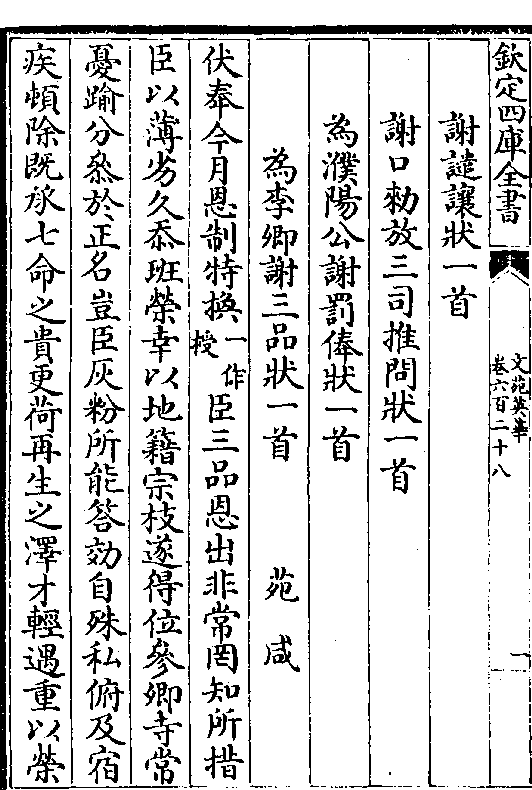 欽定四庫全書
文苑英華
卷六百二十八
一
謝譴讓狀一首
謝口勅放三司推問狀一首
為濮陽公謝罰俸狀一首
為李卿謝三品狀一首 苑咸
伏奉今月恩制特換一作授臣三品恩出非常罔知所措
臣以薄劣久忝班榮幸以地籍宗枝遂得位參卿寺常
憂踰分叅於正名豈臣灰粉所能答効自殊私俯及宿
疾頓除既承七命之貴更荷再生之澤才輕遇重以榮